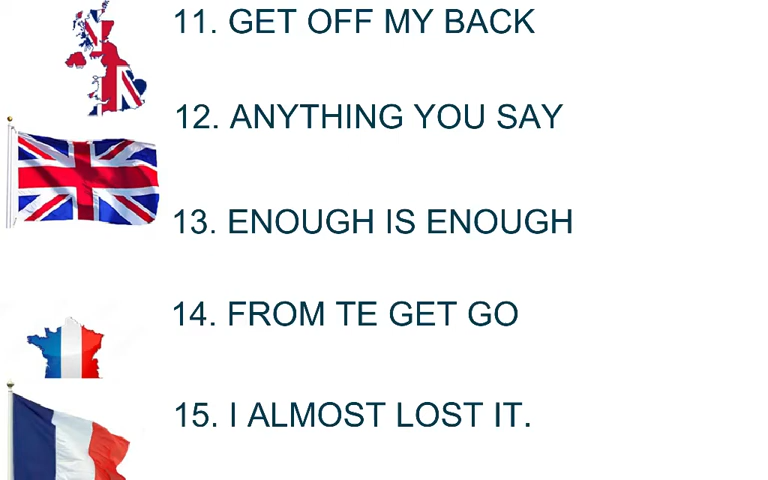 11. GET OFF MY BACK
12. ANYTHING YOU SAY
13. ENOUGH IS ENOUGH
14. FROM TE GET GO
15. I ALMOST LOST IT.